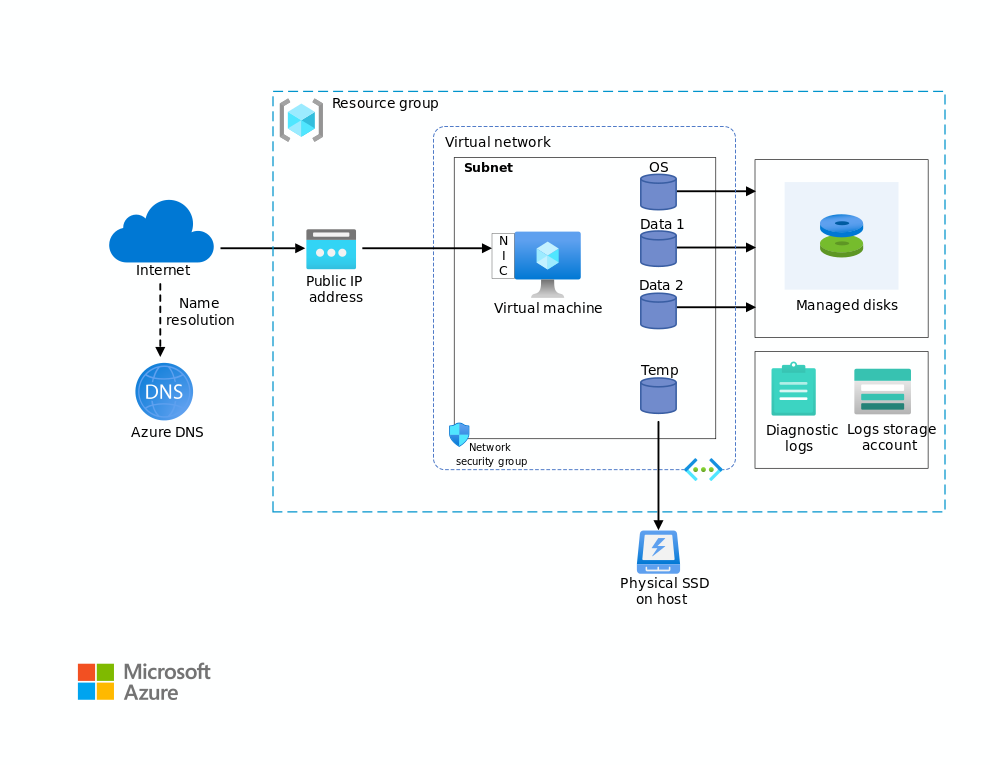 Resource group
Virtual network
Subnet
OS
Data 1
Data 2
Temp
N
I
C
Virtual machine
Network
security group
Internet
Name
resolution
DNS
Azure DNS
Public IP
address
Managed disks
Diagnostic
logs
Logs storage
account
Physical SSD
on host
Microsoft
Azure